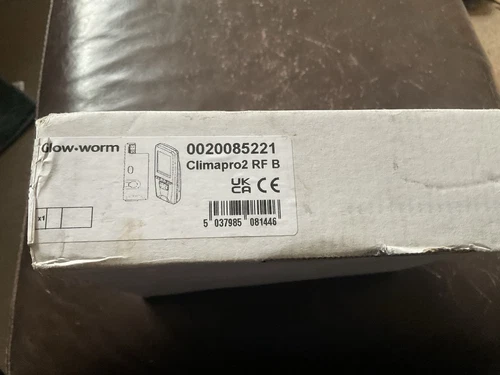 Glow-worm
0020085221
Climapro2 RF B
UK
CA CE
x1
5 037985 081446